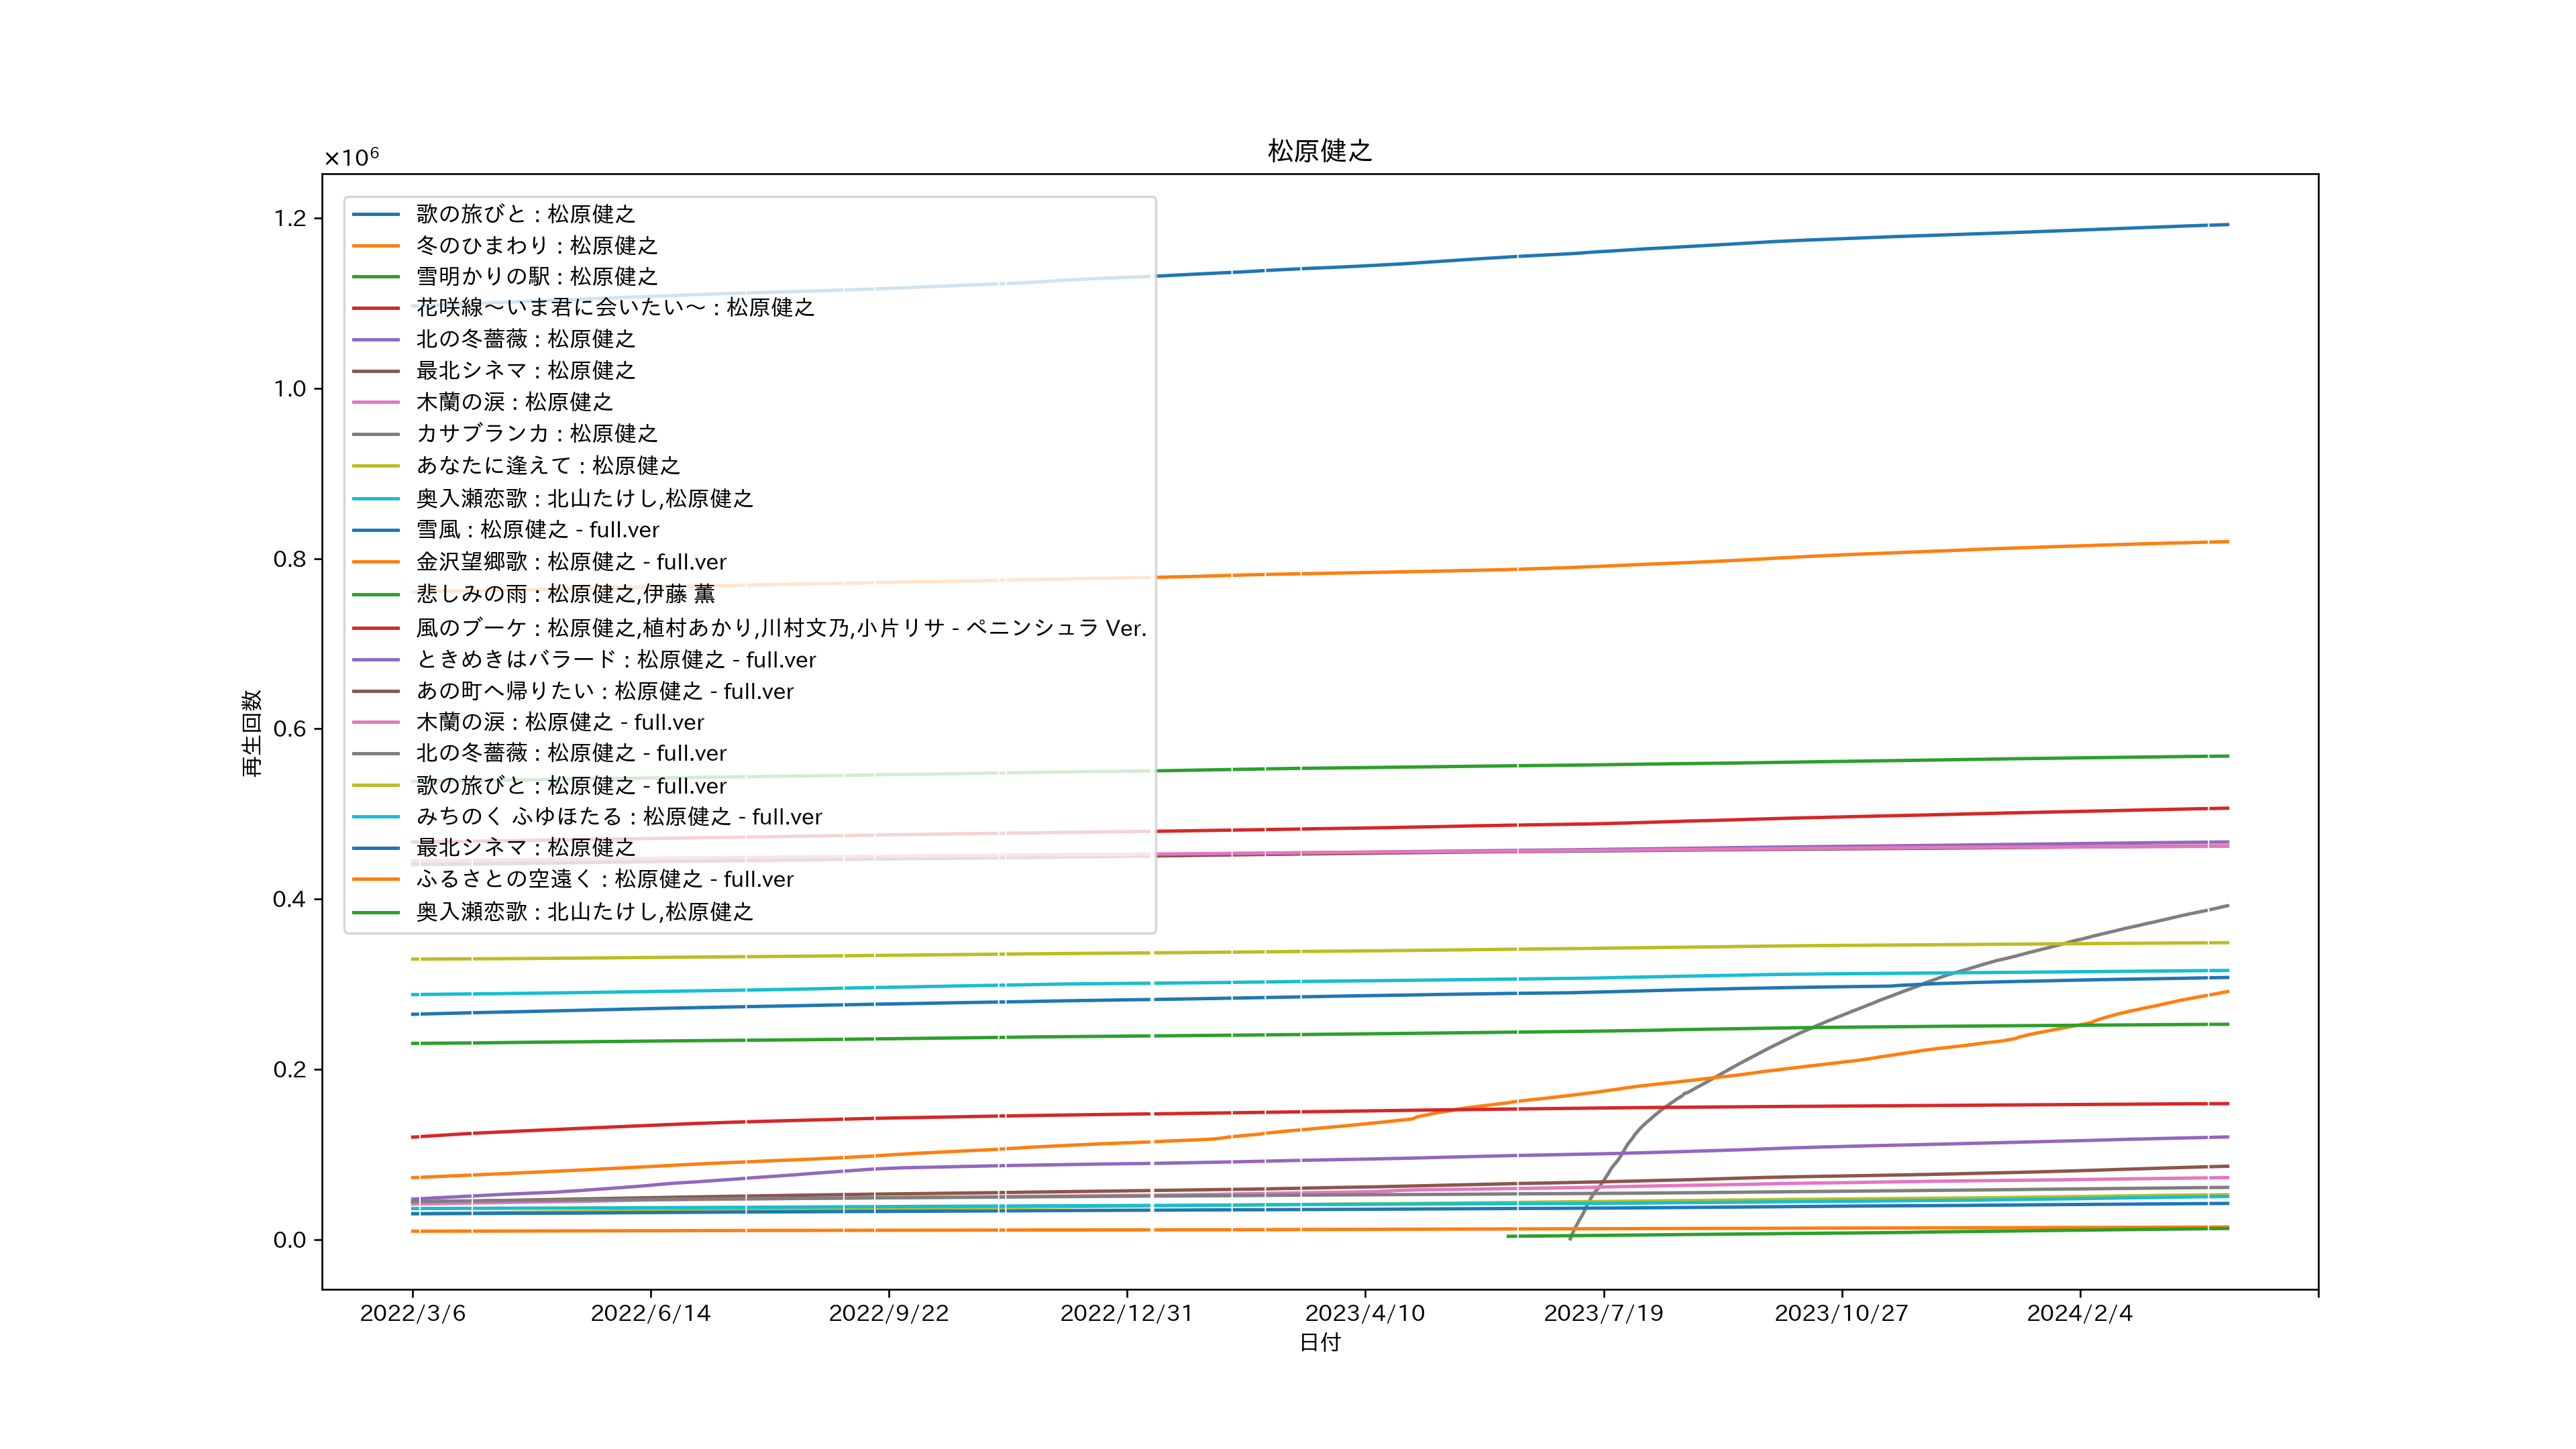 松原健之
×10⁶
1.2
1.0
0.8
0.6
0.4
0.2
0.0
再生回数
歌の旅びと : 松原健之
冬のひまわり : 松原健之
雪明かりの駅 : 松原健之
花咲線～いま君に会いたい～ : 松原健之
北の冬薔薇 : 松原健之
最北シネマ : 松原健之
木蘭の涙 : 松原健之
カサブランカ : 松原健之
あなたに逢えて : 松原健之
奥入瀬恋歌 : 北山たけし,松原健之
雪風 : 松原健之 - full.ver
金沢望郷歌 : 松原健之 - full.ver
悲しみの雨 : 松原健之,伊藤 薫
風のブーケ : 松原健之,植村あかり,川村文乃,小片リサ - ペニンシュラ Ver.
ときめきはバラード : 松原健之 - full.ver
あの町へ帰りたい : 松原健之 - full.ver
木蘭の涙 : 松原健之 - full.ver
北の冬薔薇 : 松原健之 - full.ver
歌の旅びと : 松原健之 - full.ver
みちのく ふゆほたる : 松原健之 - full.ver
最北シネマ : 松原健之
ふるさとの空遠く : 松原健之 - full.ver
奥入瀬恋歌 : 北山たけし,松原健之
2022/3/6 2022/6/14 2022/9/22 2022/12/31 2023/4/10 2023/7/19 2023/10/27 2024/2/4
日付